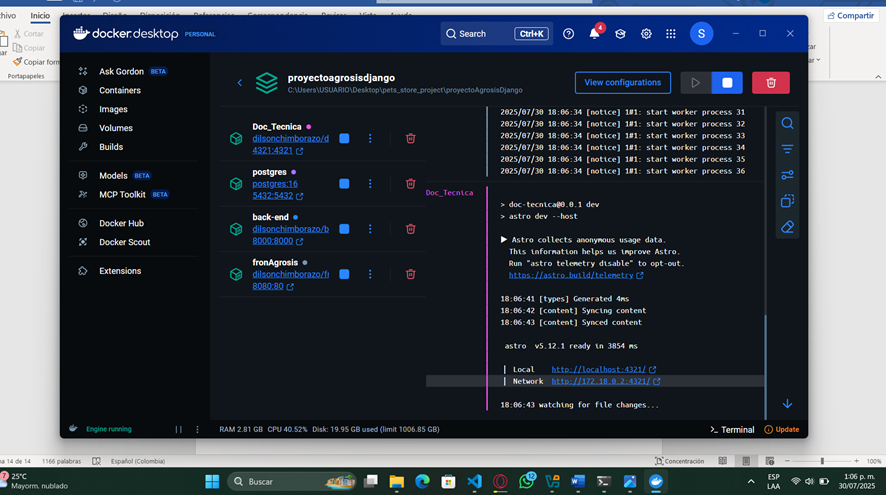 Inicio
Compartir
Cortar
Copiar
Copiar form
Portapapeles
docker.desktop PERSONAL
Search Ctrl+K
4
S
Ask Gordon BETA
Containers
Images
Volumes
Builds
Models BETA
MCP Toolkit BETA
Docker Hub
Docker Scout
Extensions
proyectoagrosisdjango
C:\Users\USUARIO\Desktop\pets_store_project\proyectoAgrosisDjango
View configurations
Doc_Tecnica
dilsonchimborazo/d
4321:4321
postgres
postgres:16
5432:5432
back-end
dilsonchimborazo/b
8000:8000
fronAgrosis
dilsonchimborazo/fr
8080:80
2025/07/30 18:06:34 [notice] 1#1: start worker process 31
2025/07/30 18:06:34 [notice] 1#1: start worker process 32
2025/07/30 18:06:34 [notice] 1#1: start worker process 33
2025/07/30 18:06:34 [notice] 1#1: start worker process 34
2025/07/30 18:06:34 [notice] 1#1: start worker process 35
2025/07/30 18:06:34 [notice] 1#1: start worker process 36
Doc_Tecnica
> doc-tecnica@0.0.1 dev
> astro dev --host
▶ Astro collects anonymous usage data.
This information helps us improve Astro.
Run "astro telemetry disable" to opt-out.
https://astro.build/telemetry
18:06:41 [types] Generated 4ms
18:06:42 [content] Syncing content
18:06:43 [content] Synced content
astro v5.12.1 ready in 3854 ms
┃ Local http://localhost:4321/
┃ Network http://172.18.0.2:4321/
18:06:43 watching for file changes...
Engine running
RAM 2.81 GB CPU 40.52% Disk: 19.95 GB used (limit 1006.85 GB)
Terminal
Update
14 de 14
1166 palabras
Español (Colombia)
Concentración
100%
7
25°C
Mayorm. nublado
Buscar
12
ESP
LAA
1:06 p. m.
30/07/2025